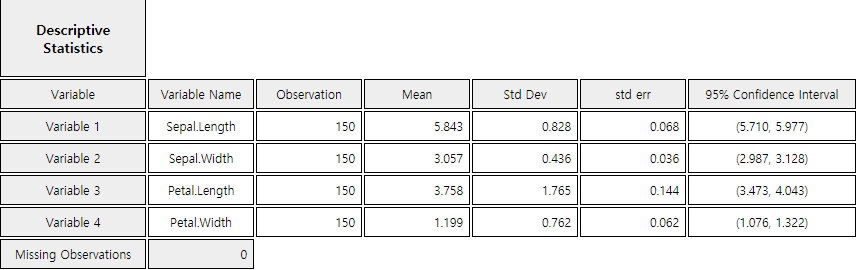 Descriptive
Statistics
Variable Variable Name Observation Mean Std Dev std err 95% Confidence Interval
Variable 1 Sepal.Length 150 5.843 0.828 0.068 (5.710, 5.977)
Variable 2 Sepal.Width 150 3.057 0.436 0.036 (2.987, 3.128)
Variable 3 Petal.Length 150 3.758 1.765 0.144 (3.473, 4.043)
Variable 4 Petal.Width 150 1.199 0.762 0.062 (1.076, 1.322)
Missing Observations 0